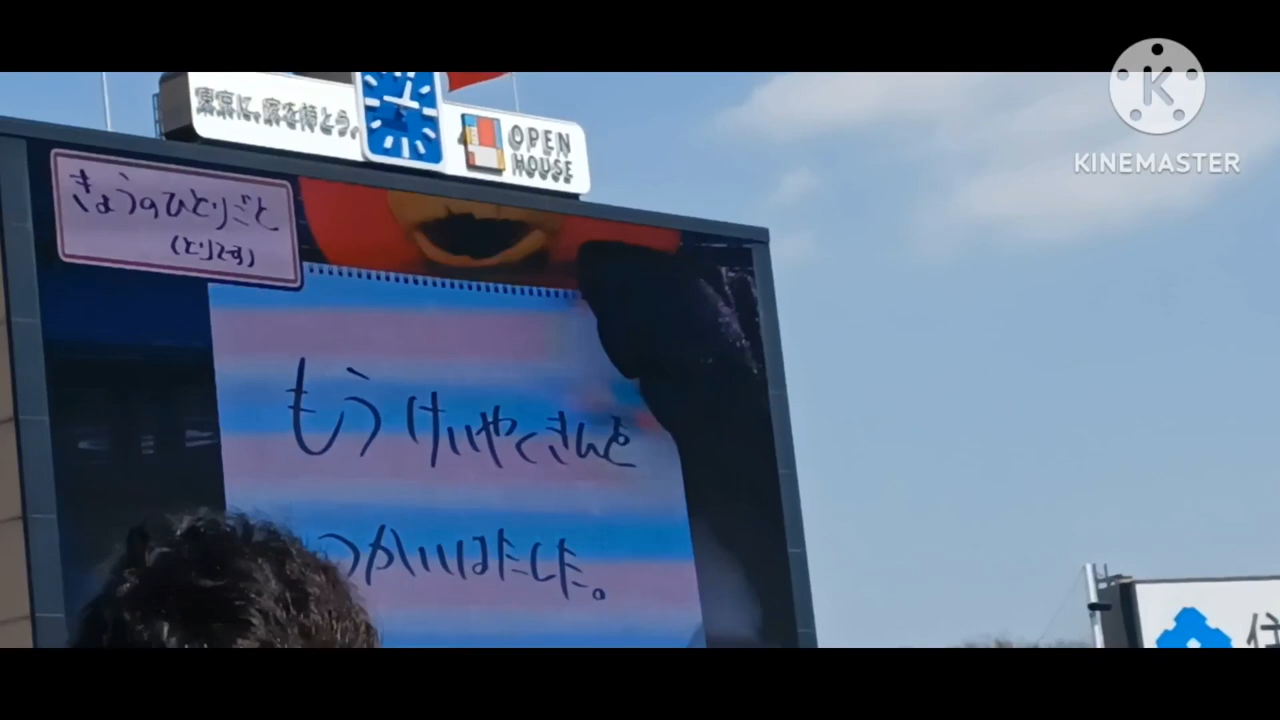 東京に、家を持とう。
OPEN
HOUSE
KINEMASTER
きょうのひとりごと
(とりです)
もうけいやくきんを
つかいはたした。
住